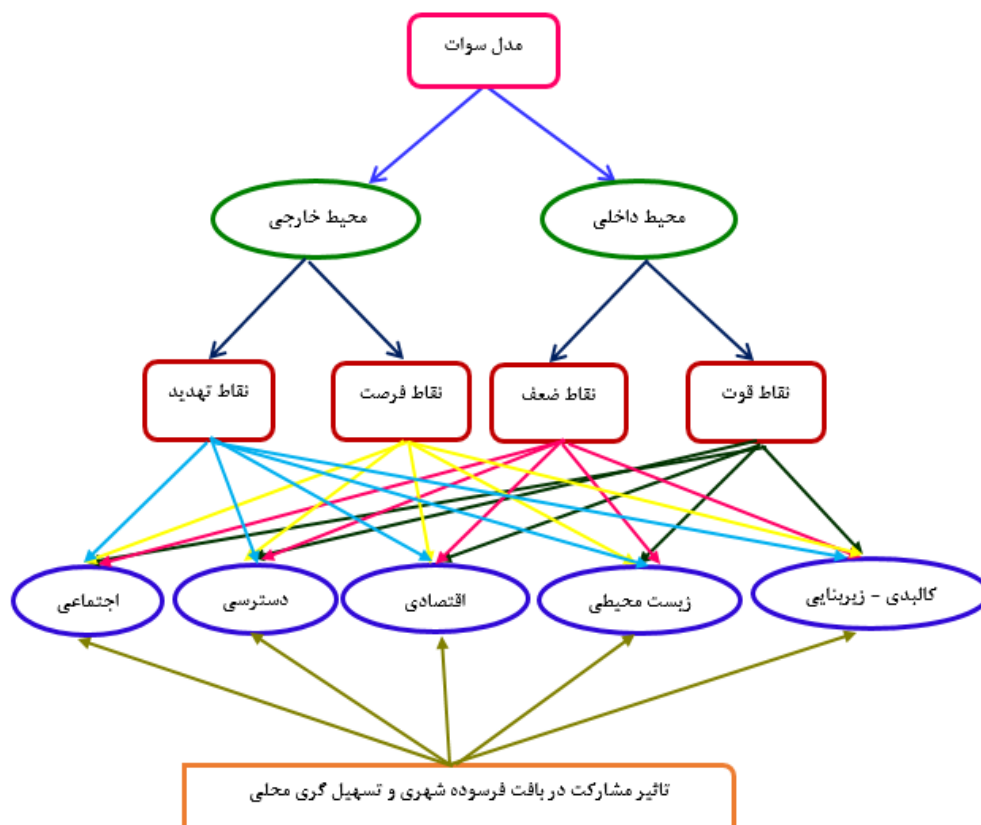 مدل سوات
محیط داخلی
محیط خارجی
نقاط قوت
نقاط ضعف
نقاط فرصت
نقاط تهدید
کالبدی - زیربنایی
زیست محیطی
اقتصادی
دسترسی
اجتماعی
تاثیر مشارکت در بافت فرسوده شهری و تسهیل گری محلی